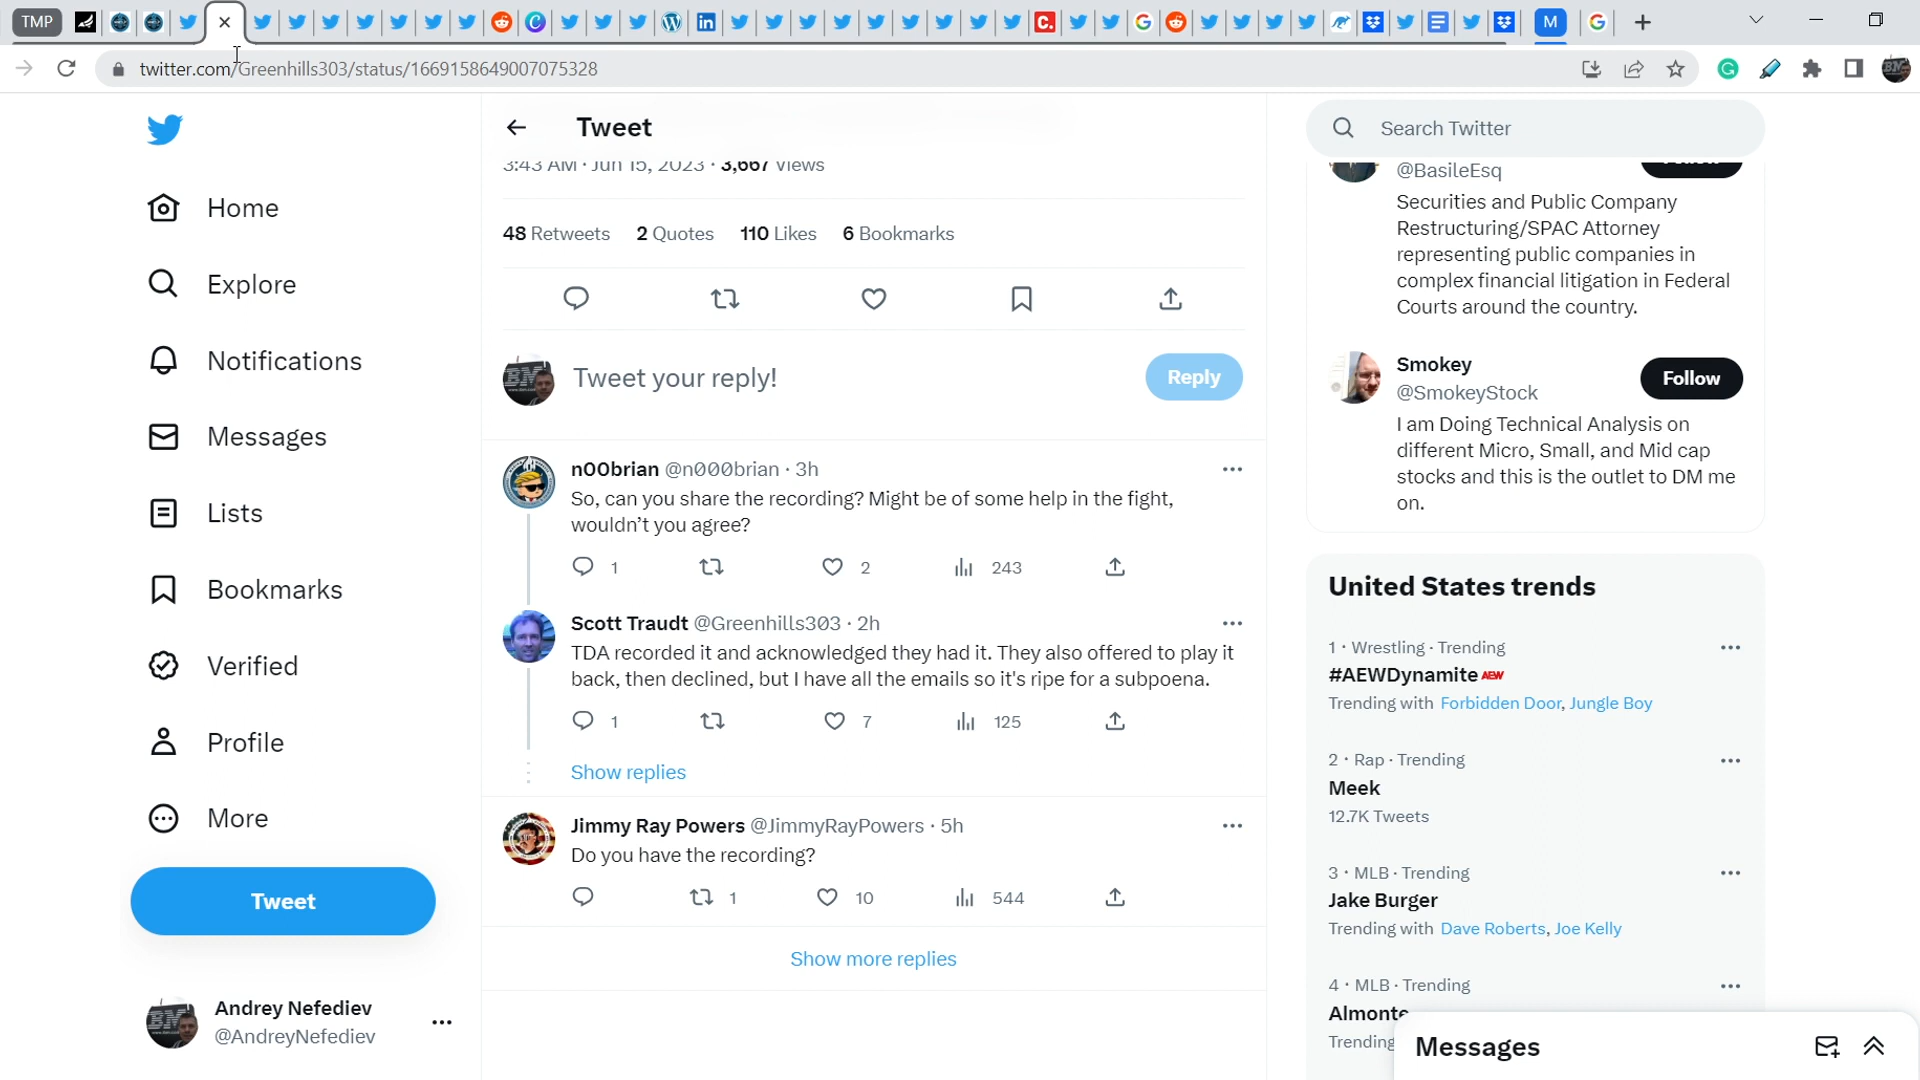 TMP
M
twitter.com/Greenhills303/status/1669158649007075328
Home
Explore
Notifications
Messages
Lists
Bookmarks
Verified
Profile
More
Tweet
Andrey Nefediev
@AndreyNefediev
Tweet
3:43 AM · Jun 15, 2023 · 3,667 Views
48 Retweets 2 Quotes 110 Likes 6 Bookmarks
Tweet your reply!
Reply
n00brian @n000brian · 3h
So, can you share the recording? Might be of some help in the fight,
wouldn’t you agree?
1 2 243
Scott Traudt @Greenhills303 · 2h
TDA recorded it and acknowledged they had it. They also offered to play it
back, then declined, but I have all the emails so it's ripe for a subpoena.
1 7 125
Show replies
Jimmy Ray Powers @JimmyRayPowers · 5h
Do you have the recording?
1 10 544
Show more replies
Search Twitter
@BasileEsq
Securities and Public Company
Restructuring/SPAC Attorney
representing public companies in
complex financial litigation in Federal
Courts around the country.
Smokey
@SmokeyStock
Follow
I am Doing Technical Analysis on
different Micro, Small, and Mid cap
stocks and this is the outlet to DM me
on.
United States trends
1 · Wrestling · Trending
#AEWDynamite AEW
Trending with Forbidden Door, Jungle Boy
2 · Rap · Trending
Meek
12.7K Tweets
3 · MLB · Trending
Jake Burger
Trending with Dave Roberts, Joe Kelly
4 · MLB · Trending
Almonte
Trending
Messages